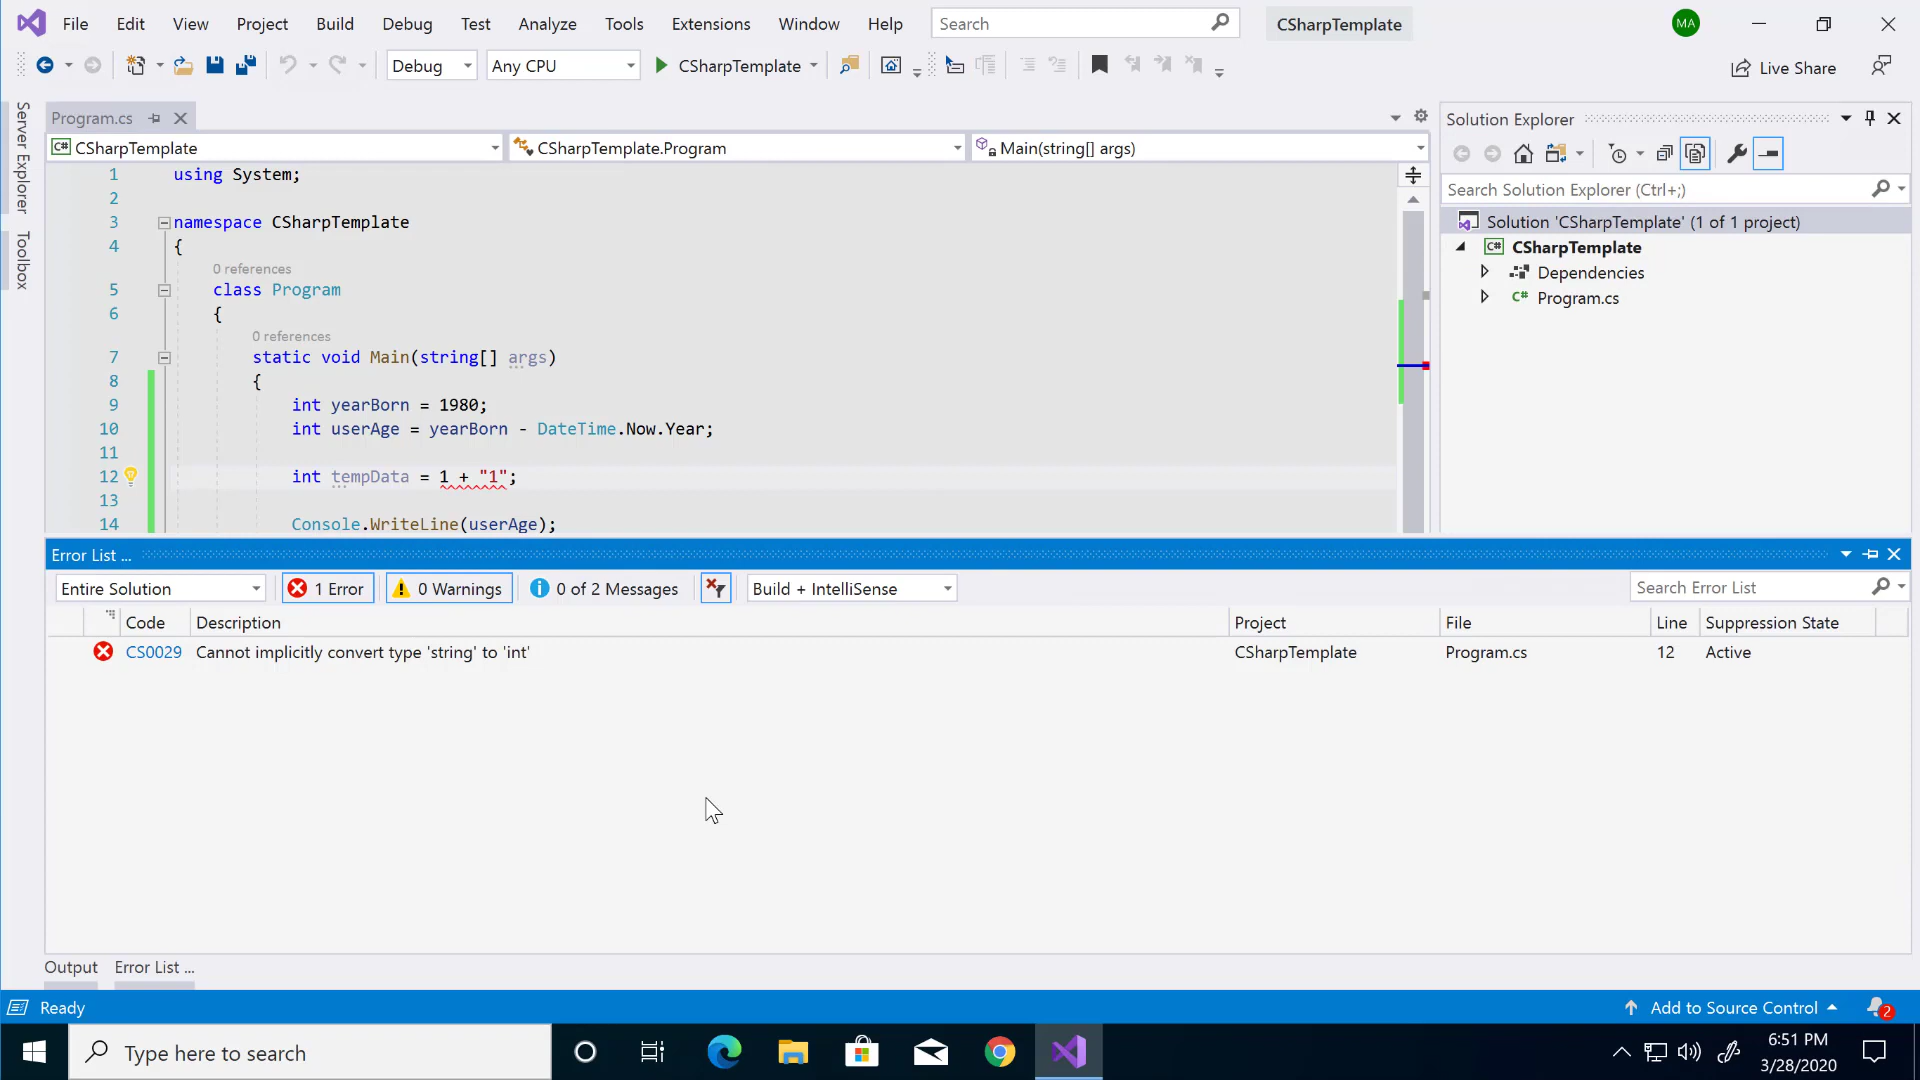 File Edit View Project Build Debug Test Analyze Tools Extensions Window Help Search CSharpTemplate MA
Debug Any CPU CSharpTemplate Live Share
Server Explorer
Toolbox
Program.cs
CSharpTemplate CSharpTemplate.Program Main(string[] args)
1 using System;
2
3 namespace CSharpTemplate
4 {
0 references
5 class Program
6 {
0 references
7 static void Main(string[] args)
8 {
9 int yearBorn = 1980;
10 int userAge = yearBorn - DateTime.Now.Year;
11
12 int tempData = 1 + "1";
13
14 Console.WriteLine(userAge);
Solution Explorer
Search Solution Explorer (Ctrl+;)
Solution 'CSharpTemplate' (1 of 1 project)
C# CSharpTemplate
Dependencies
C# Program.cs
Error List ...
Entire Solution 1 Error 0 Warnings 0 of 2 Messages Build + IntelliSense Search Error List
Code Description Project File Line Suppression State
CS0029 Cannot implicitly convert type 'string' to 'int' CSharpTemplate Program.cs 12 Active
Output Error List ...
Ready Add to Source Control 2
Type here to search 6:51 PM
3/28/2020